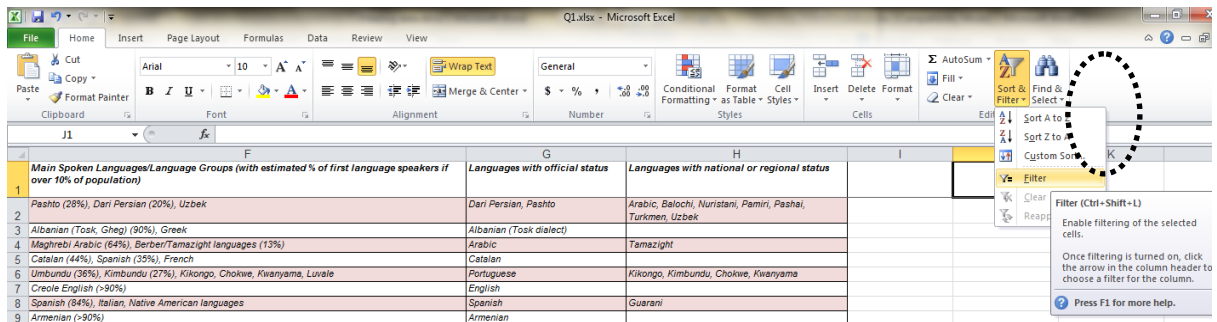 Q1.xlsx - Microsoft Excel
File Home Insert Page Layout Formulas Data Review View
Paste
Cut
Copy
Format Painter
Clipboard
Arial 10 A A
B I U A
Font
Wrap Text
Merge & Center
Alignment
General
$ % ,
Number
Conditional Formatting
Format as Table
Cell Styles
Styles
Insert Delete Format
Cells
Σ AutoSum
Fill
Clear
Sort & Filter
Find & Select
J1 fx
F G H I K
1 Main Spoken Languages/Language Groups (with estimated % of first language speakers if over 10% of population) Languages with official status Languages with national or regional status
2 Pashto (28%), Dari Persian (20%), Uzbek Dari Persian, Pashto Arabic, Balochi, Nuristani, Pamiri, Pashai, Turkmen, Uzbek
3 Albanian (Tosk, Gheg) (90%), Greek Albanian (Tosk dialect)
4 Maghrebi Arabic (64%), Berber/Tamazight languages (13%) Arabic Tamazight
5 Catalan (44%), Spanish (35%), French Catalan
6 Umbundu (36%), Kimbundu (27%), Kikongo, Chokwe, Kwanyama, Luvale Portuguese Kikongo, Kimbundu, Chokwe, Kwanyama
7 Creole English (>90%) English
8 Spanish (84%), Italian, Native American languages Spanish Guarani
9 Armenian (>90%) Armenian
Sort A to Z
Sort Z to A
Custom Sort...
Filter
Clear
Filter (Ctrl+Shift+L)
Enable filtering of the selected cells.
Once filtering is turned on, click the arrow in the column header to choose a filter for the column.
Press F1 for more help.